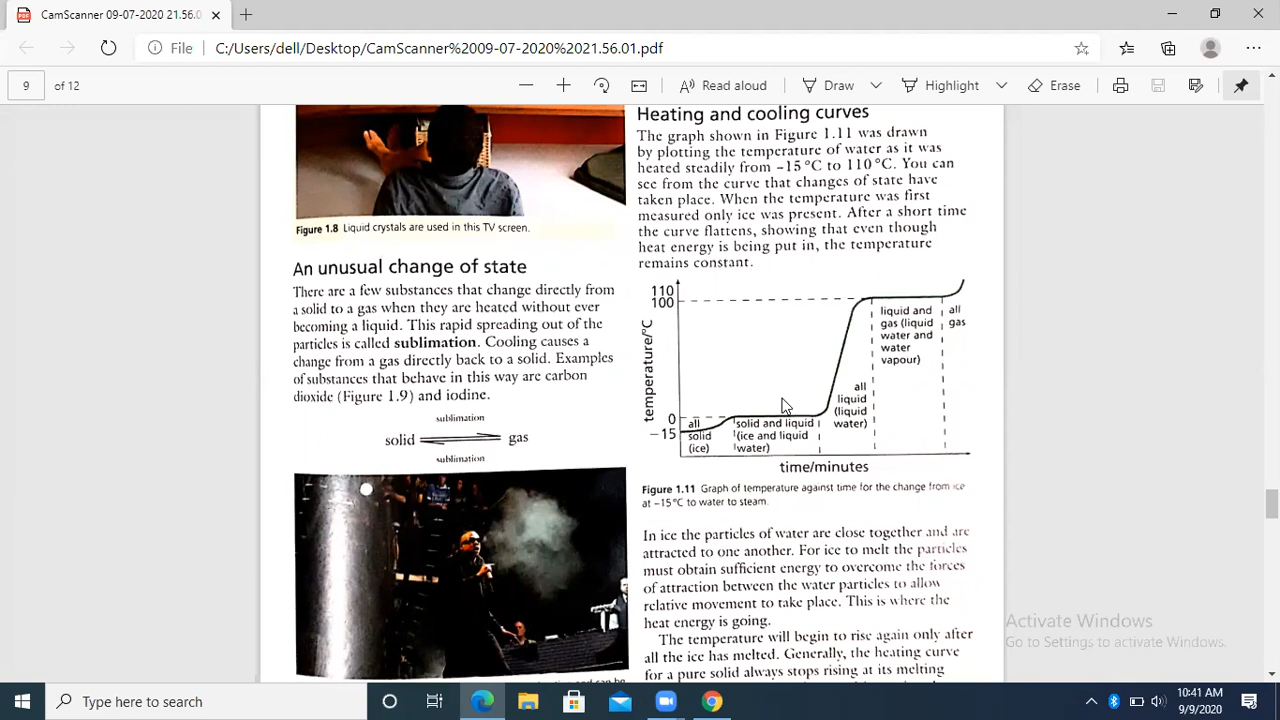 CamScanner 09-07-2020 21.56.0
File
C:/Users/dell/Desktop/CamScanner%2009-07-2020%2021.56.01.pdf
9
of 12
Read aloud
Draw
Highlight
Erase
Figure 1.8 Liquid crystals are used in this TV screen.
An unusual change of state
There are a few substances that change directly from
a solid to a gas when they are heated without ever
becoming a liquid. This rapid spreading out of the
particles is called sublimation. Cooling causes a
change from a gas directly back to a solid. Examples
of substances that behave in this way are carbon
dioxide (Figure 1.9) and iodine.
sublimation
solid
gas
sublimation
Heating and cooling curves
The graph shown in Figure 1.11 was drawn
by plotting the temperature of water as it was
heated steadily from −15 °C to 110 °C. You can
see from the curve that changes of state have
taken place. When the temperature was first
measured only ice was present. After a short time
the curve flattens, showing that even though
heat energy is being put in, the temperature
remains constant.
110
100
0
−15
temperature/°C
all
solid
(ice)
solid and liquid
(ice and liquid
water)
all
liquid
(liquid
water)
liquid and
gas (liquid
water and
water
vapour)
all
gas
time/minutes
Figure 1.11 Graph of temperature against time for the change from ice
at −15°C to water to steam.
In ice the particles of water are close together and are
attracted to one another. For ice to melt the particles
must obtain sufficient energy to overcome the forces
of attraction between the water particles to allow
relative movement to take place. This is where the
heat energy is going.
The temperature will begin to rise again only after
all the ice has melted. Generally, the heating curve
for a pure solid always stops rising at its melting
Activate Windows
Go to Settings to activate Windows.
Type here to search
10:41 AM
9/9/2020